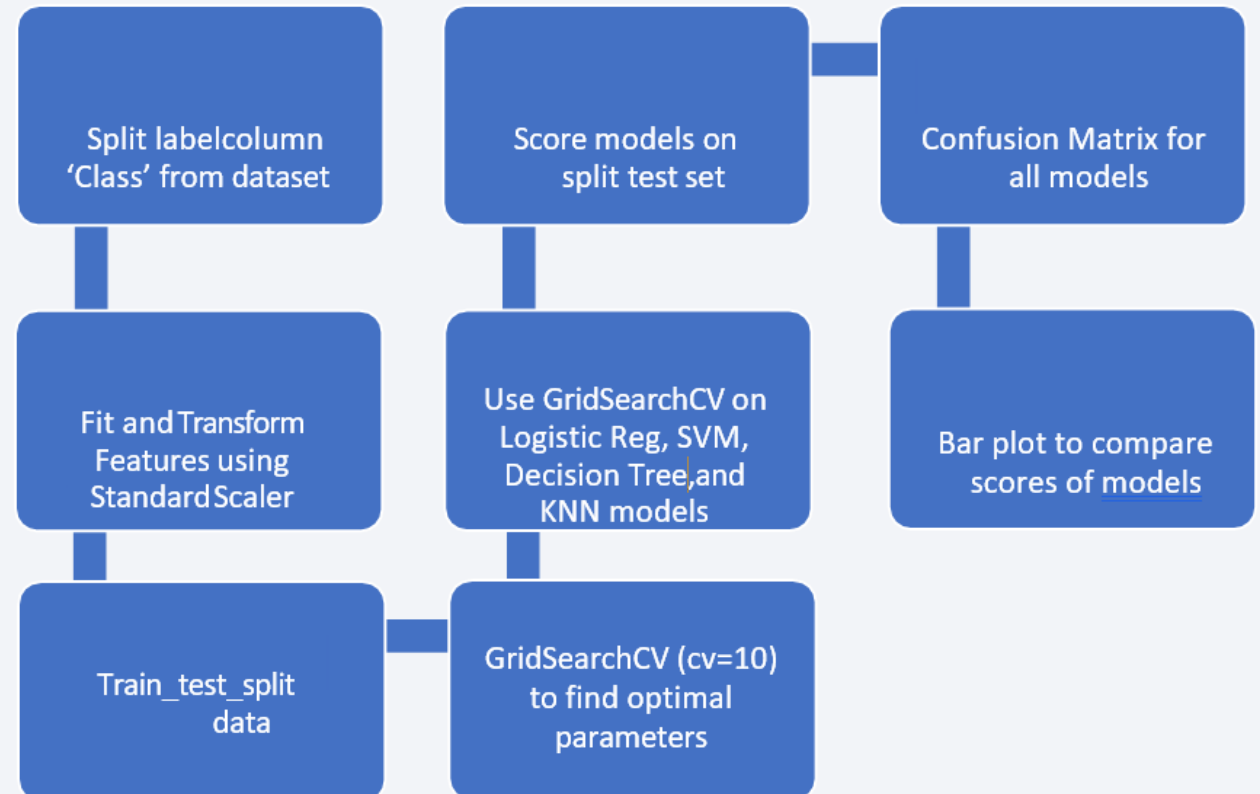 Split labelcolumn
‘Class’ from dataset
Fit and Transform
Features using
Standard Scaler
Train_test_split
data
GridSearchCV (cv=10)
to find optimal
parameters
Use GridSearchCV on
Logistic Reg, SVM,
Decision Tree,and
KNN models
Score models on
split test set
Confusion Matrix for
all models
Bar plot to compare
scores of models